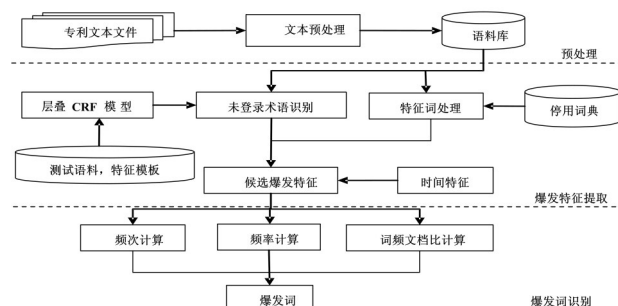 专利文本文件
文本预处理
语料库
预处理
层叠 CRF 模型
未登录术语识别
特征词处理
停用词典
测试语料，特征模板
候选爆发特征
时间特征
爆发特征提取
频次计算
频率计算
词频文档比计算
爆发词
爆发词识别